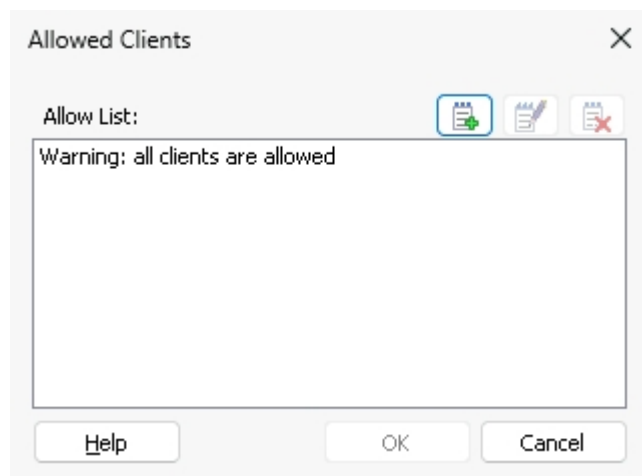 Allowed Clients
Allow List:
Warning: all clients are allowed
Help
OK
Cancel